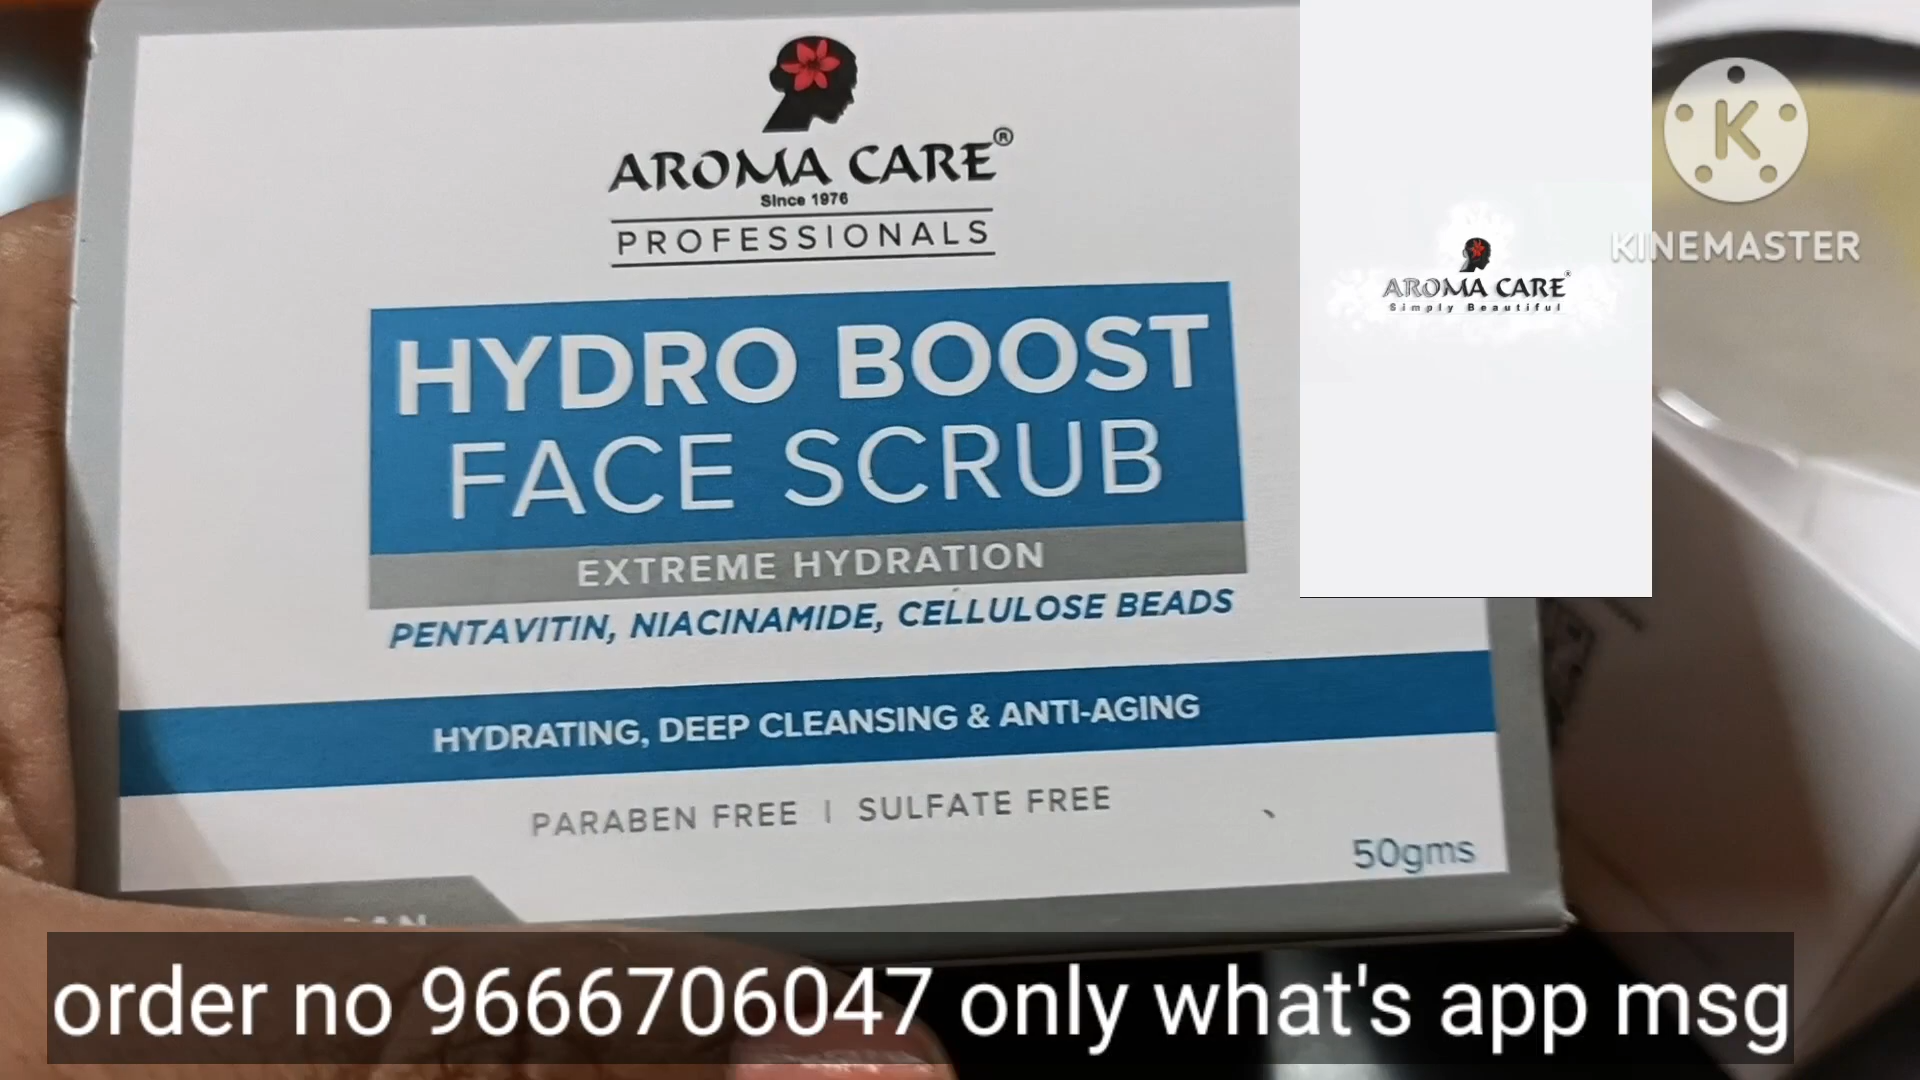 AROMA CARE®
Since 1976
PROFESSIONALS
HYDRO BOOST
FACE SCRUB
EXTREME HYDRATION
PENTAVITIN, NIACINAMIDE, CELLULOSE BEADS
HYDRATING, DEEP CLEANSING & ANTI-AGING
PARABEN FREE | SULFATE FREE
50gms
K
KINEMASTER
AROMA CARE®
Simply Beautiful
order no 9666706047 only what's app msg